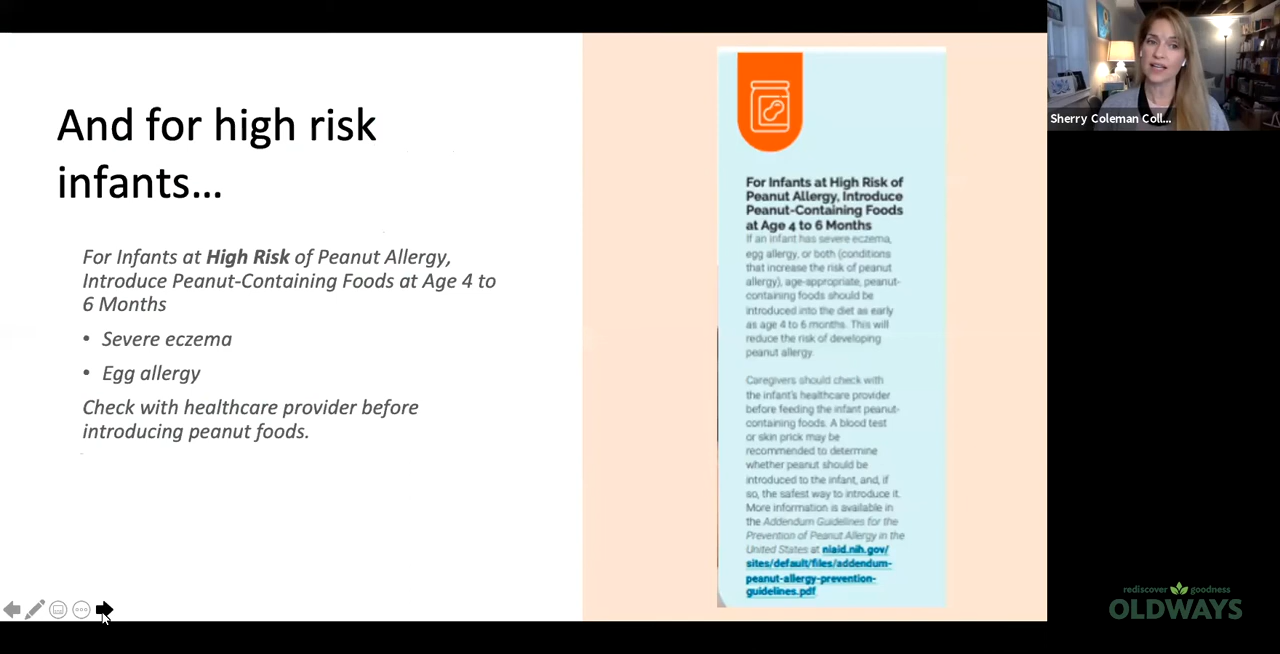 And for high risk
infants...
For Infants at High Risk of Peanut Allergy,
Introduce Peanut-Containing Foods at Age 4 to
6 Months
• Severe eczema
• Egg allergy
Check with healthcare provider before
introducing peanut foods.
For Infants at High Risk of
Peanut Allergy, Introduce
Peanut-Containing Foods
at Age 4 to 6 Months
If an infant has severe eczema,
egg allergy, or both (conditions
that increase the risk of peanut
allergy), age-appropriate, peanut-
containing foods should be
introduced into the diet as early
as age 4 to 6 months. This will
reduce the risk of developing
peanut allergy.
Caregivers should check with
the infant's healthcare provider
before feeding the infant peanut-
containing foods. A blood test
or skin prick may be
recommended to determine
whether peanut should be
introduced to the infant, and, if
so, the safest way to introduce it.
More information is available in
the Addendum Guidelines for the
Prevention of Peanut Allergy in the
United States at niaid.nih.gov/
sites/default/files/addendum-
peanut-allergy-prevention-
guidelines.pdf
Sherry Coleman Coll...
rediscover goodness
OLDWAYS